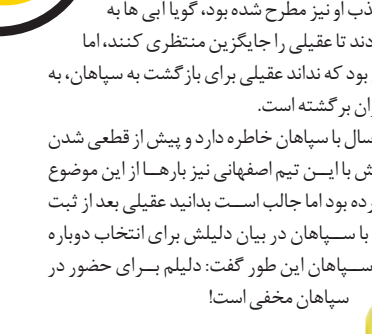 ذب او نیز مطرح شده بود، گویا آبی ها به
دند تا عقیلی را جایگزین منتظری کنند، اما
بود که نداند عقیلی برای بازگشت به سپاهان، به
ان برگشته است.
سال با سپاهان خاطره دارد و پیش از قطعی شدن
ش با ایــن تیم اصفهانی نیز بارهــا از این موضوع
رده بود اما جالب اســت بدانید عقیلی بعد از ثبت
با ســپاهان در بیان دلیلش برای انتخاب دوباره
ســپاهان این طور گفت: دلیلم بــرای حضور در
سپاهان مخفی است!